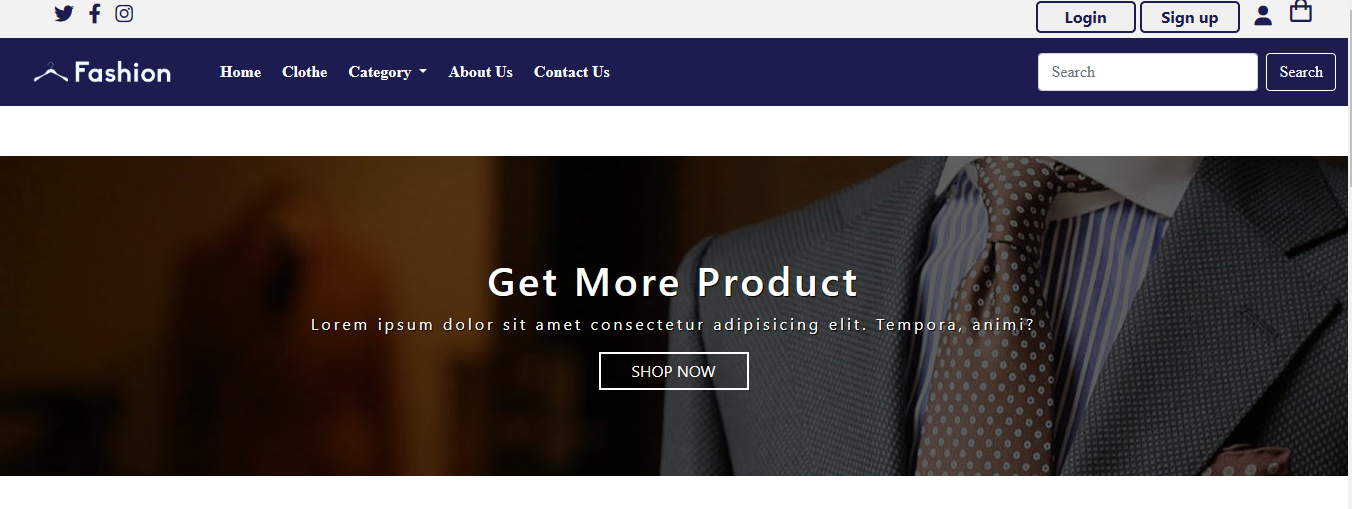 Login Sign up
Fashion Home Clothe Category About Us Contact Us Search Search
Get More Product
Lorem ipsum dolor sit amet consectetur adipisicing elit. Tempora, animi?
SHOP NOW